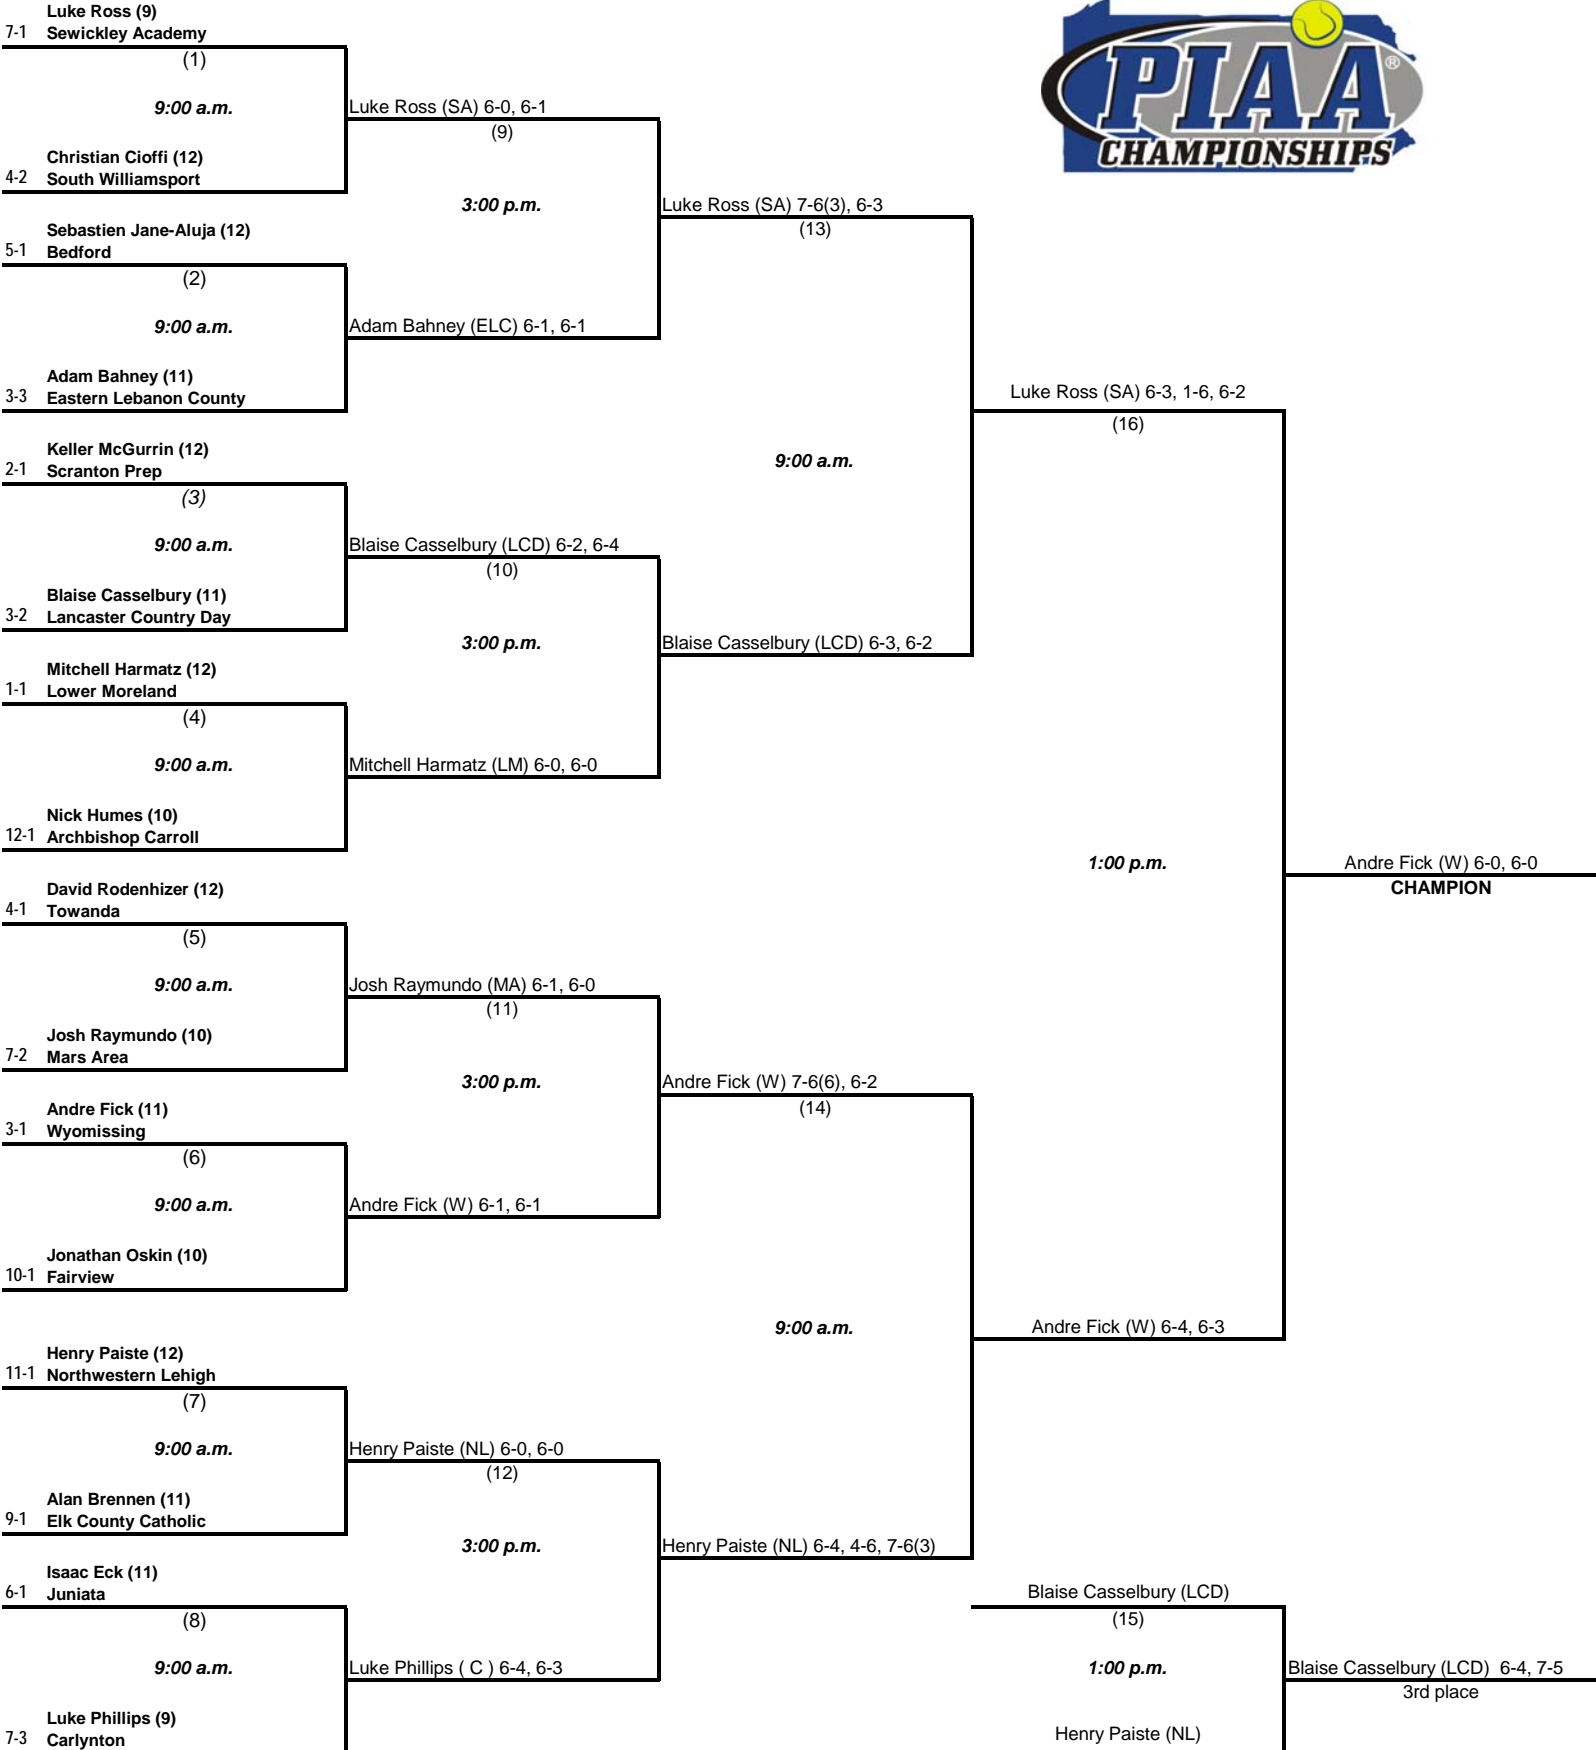 Luke Ross (9)
7-1 Sewickley Academy
(1)
9:00 a.m.
Luke Ross (SA) 6-0, 6-1
(9)
Christian Cioffi (12)
4-2 South Williamsport
3:00 p.m.
Luke Ross (SA) 7-6(3), 6-3
(13)
Sebastien Jane-Aluja (12)
5-1 Bedford
(2)
9:00 a.m.
Adam Bahney (ELC) 6-1, 6-1
Adam Bahney (11)
3-3 Eastern Lebanon County
Luke Ross (SA) 6-3, 1-6, 6-2
(16)
Keller McGurrin (12)
2-1 Scranton Prep
9:00 a.m.
(3)
9:00 a.m.
Blaise Casselbury (LCD) 6-2, 6-4
(10)
Blaise Casselbury (11)
3-2 Lancaster Country Day
3:00 p.m.
Blaise Casselbury (LCD) 6-3, 6-2
Mitchell Harmatz (12)
1-1 Lower Moreland
(4)
9:00 a.m.
Mitchell Harmatz (LM) 6-0, 6-0
Nick Humes (10)
12-1 Archbishop Carroll
1:00 p.m.
Andre Fick (W) 6-0, 6-0
CHAMPION
David Rodenhizer (12)
4-1 Towanda
(5)
9:00 a.m.
Josh Raymundo (MA) 6-1, 6-0
(11)
Josh Raymundo (10)
7-2 Mars Area
3:00 p.m.
Andre Fick (W) 7-6(6), 6-2
(14)
Andre Fick (11)
3-1 Wyomissing
(6)
9:00 a.m.
Andre Fick (W) 6-1, 6-1
Jonathan Oskin (10)
10-1 Fairview
9:00 a.m.
Andre Fick (W) 6-4, 6-3
Henry Paiste (12)
11-1 Northwestern Lehigh
(7)
9:00 a.m.
Henry Paiste (NL) 6-0, 6-0
(12)
Alan Brennen (11)
9-1 Elk County Catholic
3:00 p.m.
Henry Paiste (NL) 6-4, 4-6, 7-6(3)
Isaac Eck (11)
6-1 Juniata
Blaise Casselbury (LCD)
(15)
(8)
9:00 a.m.
Luke Phillips ( C ) 6-4, 6-3
1:00 p.m.
Blaise Casselbury (LCD) 6-4, 7-5
3rd place
Luke Phillips (9)
7-3 Carlynton
Henry Paiste (NL)
PIAA®
CHAMPIONSHIPS